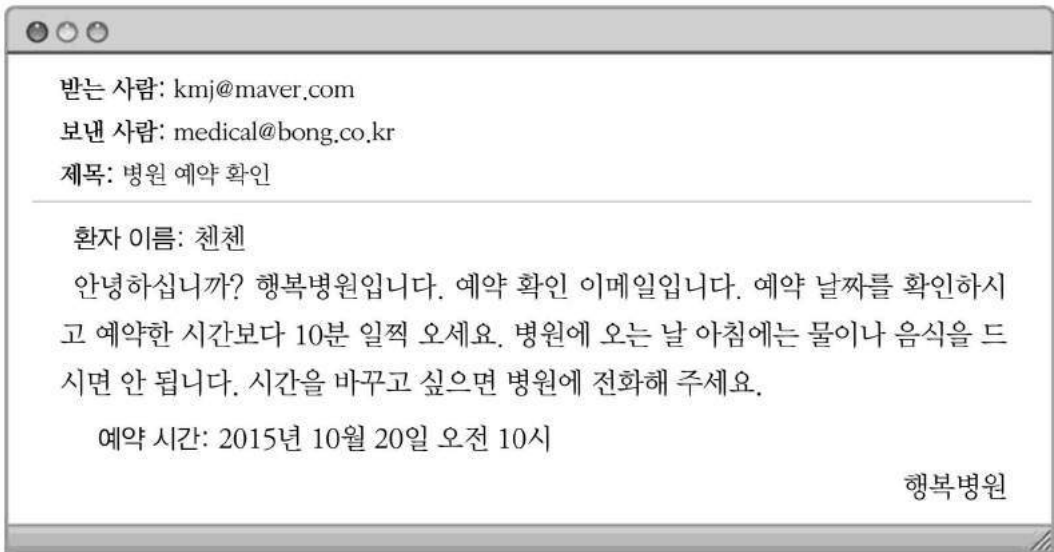 받는 사람: kmj@maver.com
보낸 사람: medical@bong.co.kr
제목: 병원 예약 확인
환자 이름: 첸첸
안녕하십니까? 행복병원입니다. 예약 확인 이메일입니다. 예약 날짜를 확인하시
고 예약한 시간보다 10분 일찍 오세요. 병원에 오는 날 아침에는 물이나 음식을 드
시면 안 됩니다. 시간을 바꾸고 싶으면 병원에 전화해 주세요.
예약 시간: 2015년 10월 20일 오전 10시
행복병원